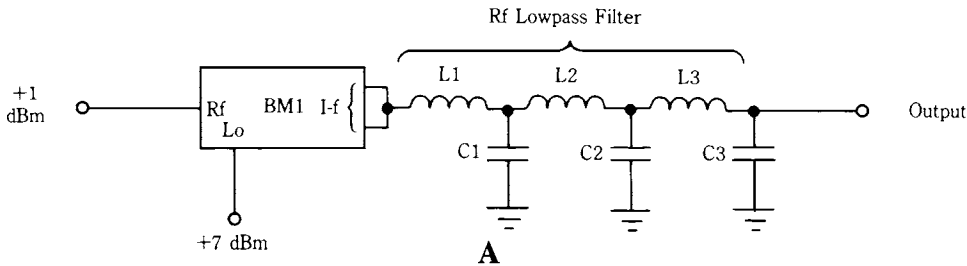 Rf Lowpass Filter
L1 L2 L3
+1
dBm
Rf BM1 I-f
Lo
Output
C1 C2 C3
+7 dBm
A